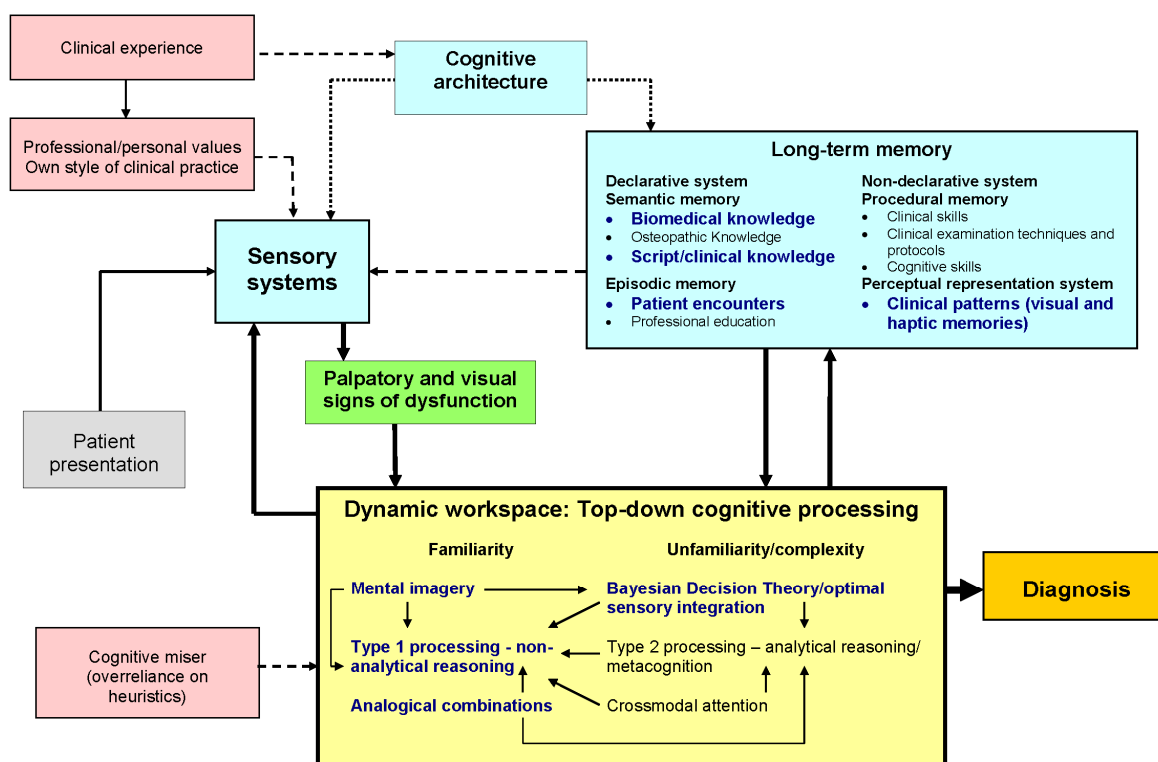 Clinical experience
Cognitive
architecture
Professional/personal values
Own style of clinical practice
Long-term memory
Declarative system
Semantic memory
• Biomedical knowledge
• Osteopathic Knowledge
• Script/clinical knowledge
Episodic memory
• Patient encounters
• Professional education
Non-declarative system
Procedural memory
• Clinical skills
• Clinical examination techniques and
protocols
• Cognitive skills
Perceptual representation system
• Clinical patterns (visual and
haptic memories)
Sensory
systems
Palpatory and visual
signs of dysfunction
Patient
presentation
Dynamic workspace: Top-down cognitive processing
Familiarity
Unfamiliarity/complexity
Mental imagery
Bayesian Decision Theory/optimal
sensory integration
Type 1 processing - non-
analytical reasoning
Type 2 processing – analytical reasoning/
metacognition
Analogical combinations
Crossmodal attention
Diagnosis
Cognitive miser
(overreliance on
heuristics)